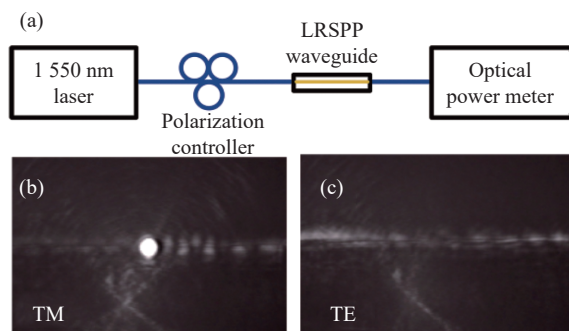 (a)
LRSPP
waveguide
1 550 nm
laser
Optical
power meter
Polarization
controller
(b)
(c)
TM
TE